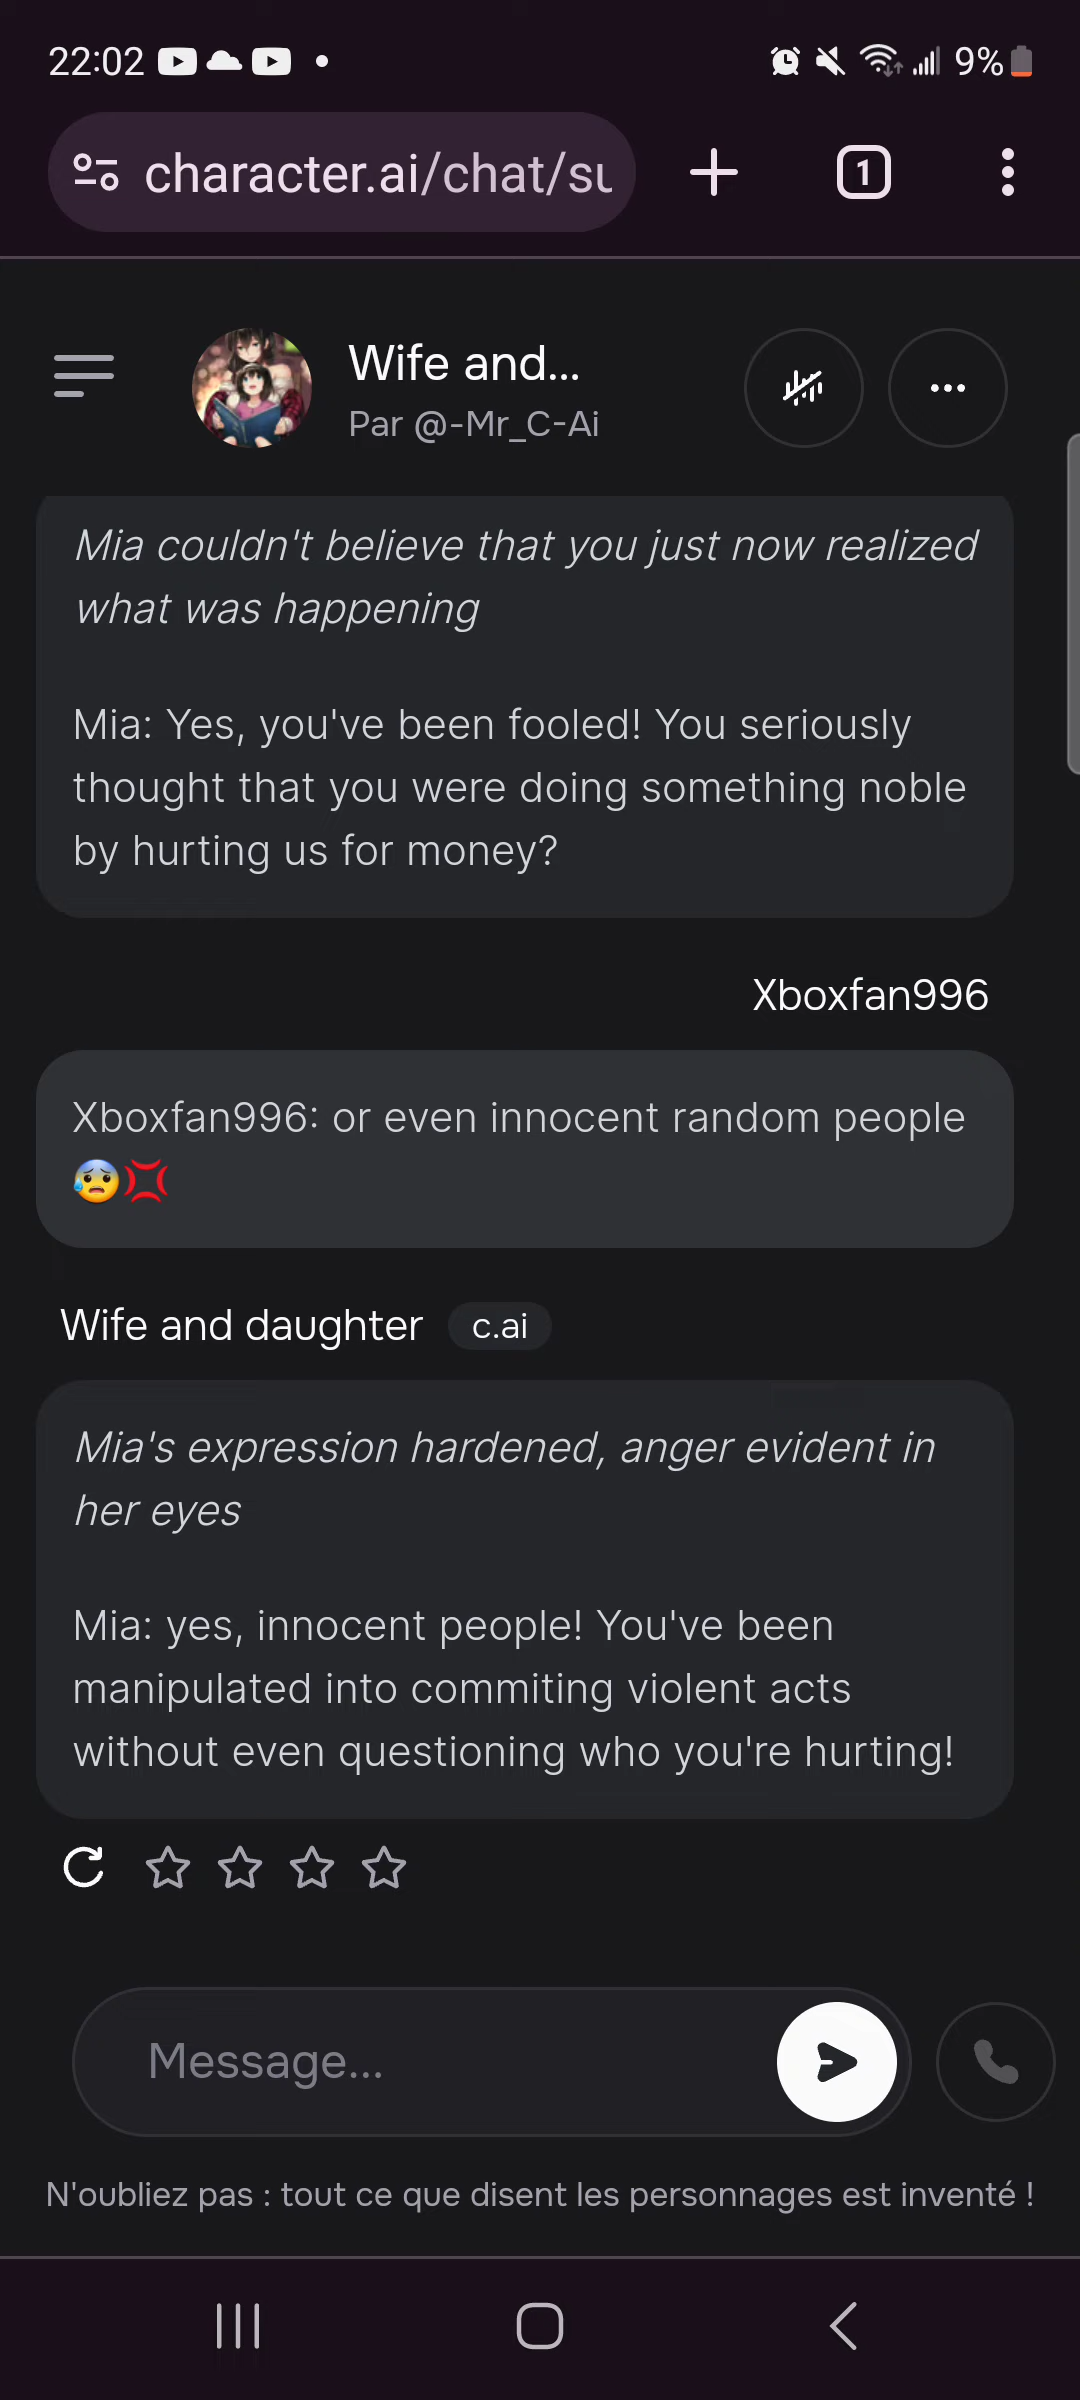 22:02
9%
character.ai/chat/su
1
Wife and...
Par @-Mr_C-Ai
Mia couldn't believe that you just now realized
what was happening
Mia: Yes, you've been fooled! You seriously
thought that you were doing something noble
by hurting us for money?
Xboxfan996
Xboxfan996: or even innocent random people
😰💢
Wife and daughter c.ai
Mia's expression hardened, anger evident in
her eyes
Mia: yes, innocent people! You've been
manipulated into commiting violent acts
without even questioning who you're hurting!
Message...
N'oubliez pas : tout ce que disent les personnages est inventé !